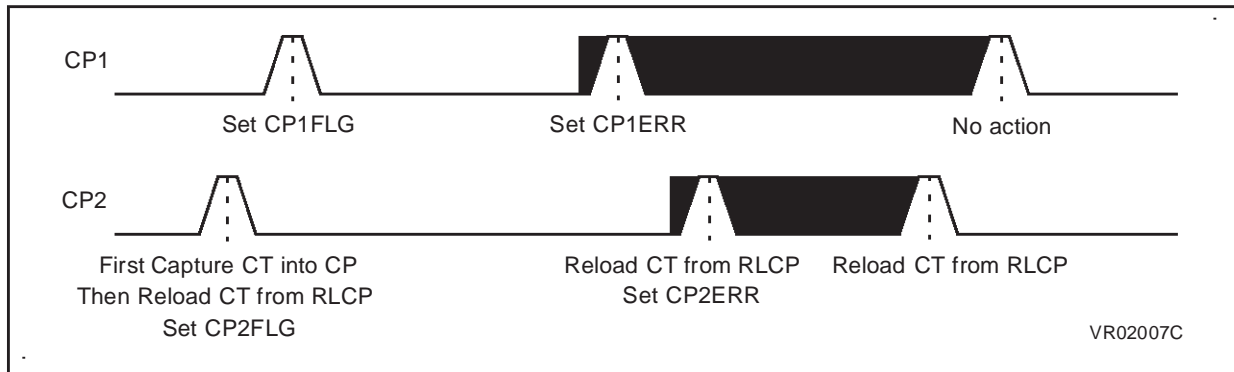 CP1
Set CP1FLG
Set CP1ERR
No action
CP2
First Capture CT into CP
Then Reload CT from RLCP
Set CP2FLG
Reload CT from RLCP
Set CP2ERR
Reload CT from RLCP
VR02007C